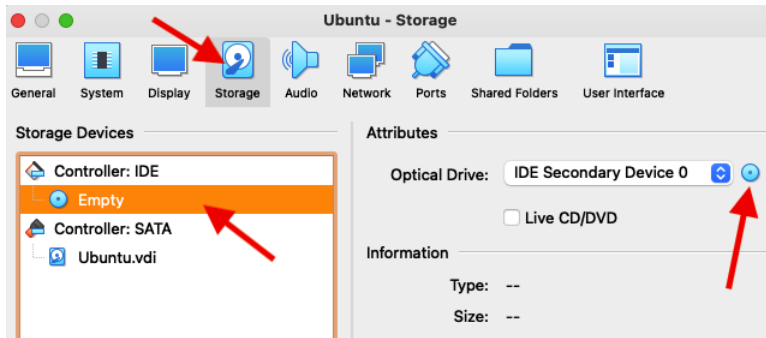 Ubuntu - Storage
General System Display Storage Audio Network Ports Shared Folders User Interface
Storage Devices
Controller: IDE
Empty
Controller: SATA
Ubuntu.vdi
Attributes
Optical Drive: IDE Secondary Device 0
Live CD/DVD
Information
Type: --
Size: --